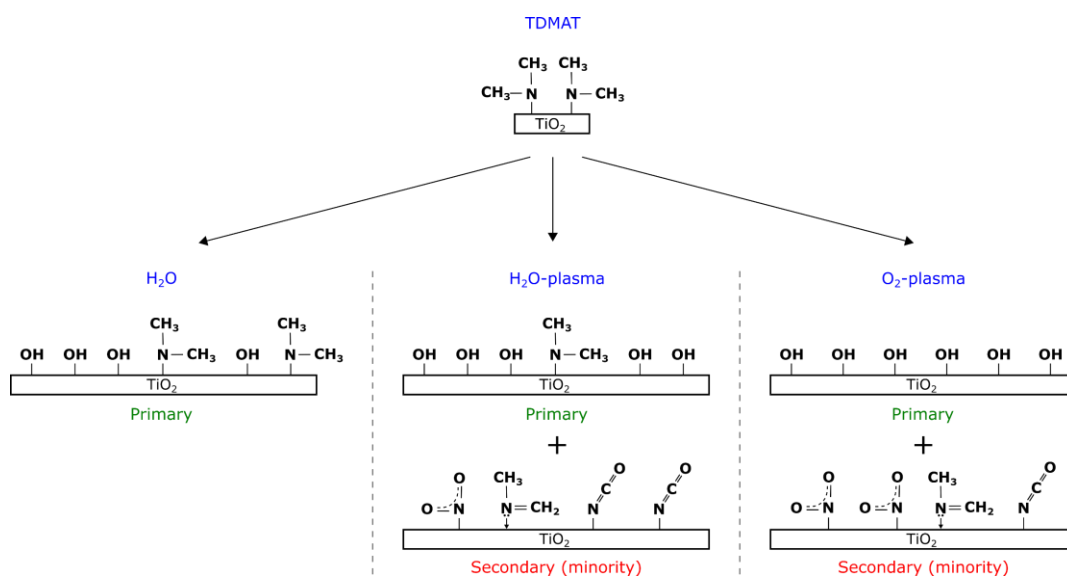 TDMAT
CH₃ CH₃
CH₃ N N CH₃
TiO₂
H₂O H₂O-plasma O₂-plasma
CH₃ CH₃ CH₃
OH OH OH N CH₃ OH N CH₃ OH OH OH N CH₃ OH OH OH OH OH OH OH OH
TiO₂ TiO₂ TiO₂
Primary Primary Primary
+ +
O CH₃ C O C O O O CH₃ C O
O N N CH₂ N N O N O N N CH₂ N
TiO₂ TiO₂
Secondary (minority) Secondary (minority)